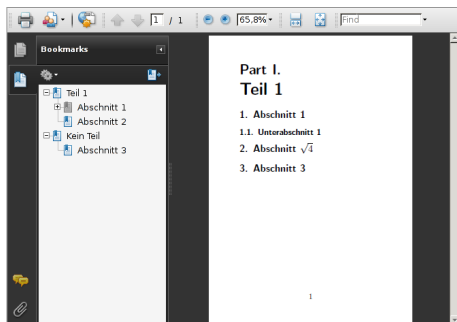 1 / 1 65,8% Find
Bookmarks
Teil 1
Abschnitt 1
Abschnitt 2
Kein Teil
Abschnitt 3
Part I.
Teil 1
1. Abschnitt 1
1.1. Unterabschnitt 1
2. Abschnitt √4
3. Abschnitt 3
1